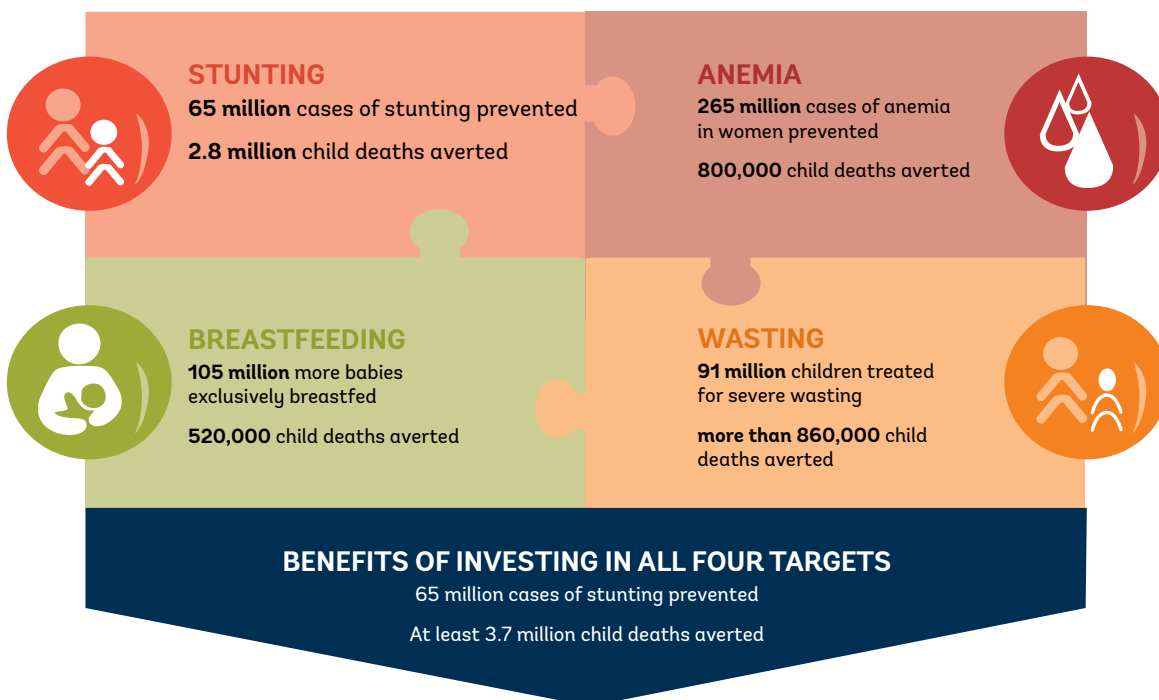 STUNTING
65 million cases of stunting prevented
2.8 million child deaths averted
ANEMIA
265 million cases of anemia
in women prevented
800,000 child deaths averted
BREASTFEEDING
105 million more babies
exclusively breastfed
520,000 child deaths averted
WASTING
91 million children treated
for severe wasting
more than 860,000 child
deaths averted
BENEFITS OF INVESTING IN ALL FOUR TARGETS
65 million cases of stunting prevented
At least 3.7 million child deaths averted